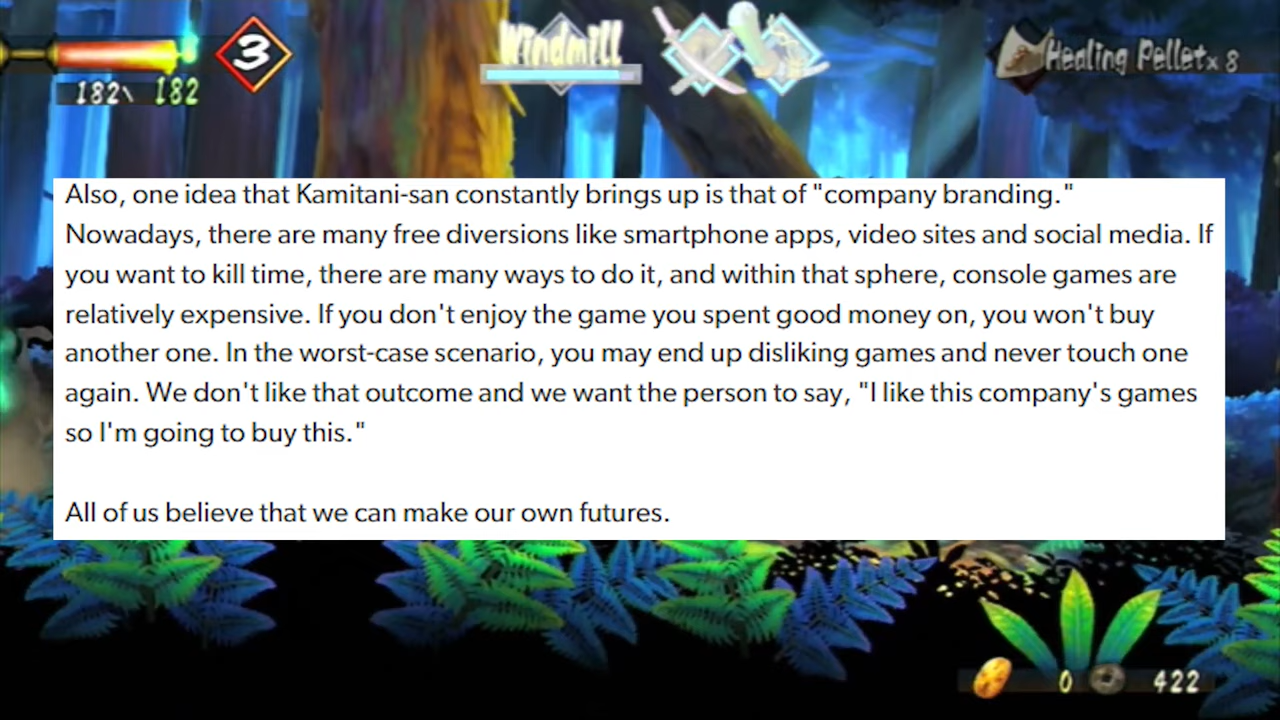 3
Windmill
Healing Pellet x 8
182\ 182
Also, one idea that Kamitani-san constantly brings up is that of "company branding."
Nowadays, there are many free diversions like smartphone apps, video sites and social media. If
you want to kill time, there are many ways to do it, and within that sphere, console games are
relatively expensive. If you don't enjoy the game you spent good money on, you won't buy
another one. In the worst-case scenario, you may end up disliking games and never touch one
again. We don't like that outcome and we want the person to say, "I like this company's games
so I'm going to buy this."
All of us believe that we can make our own futures.
0 422